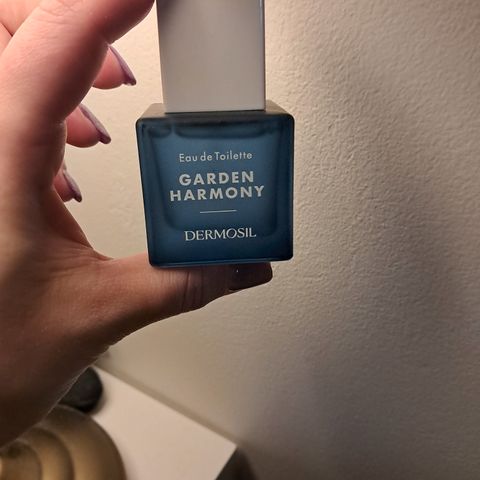 Eau de Toilette
GARDEN
HARMONY
DERMOSIL